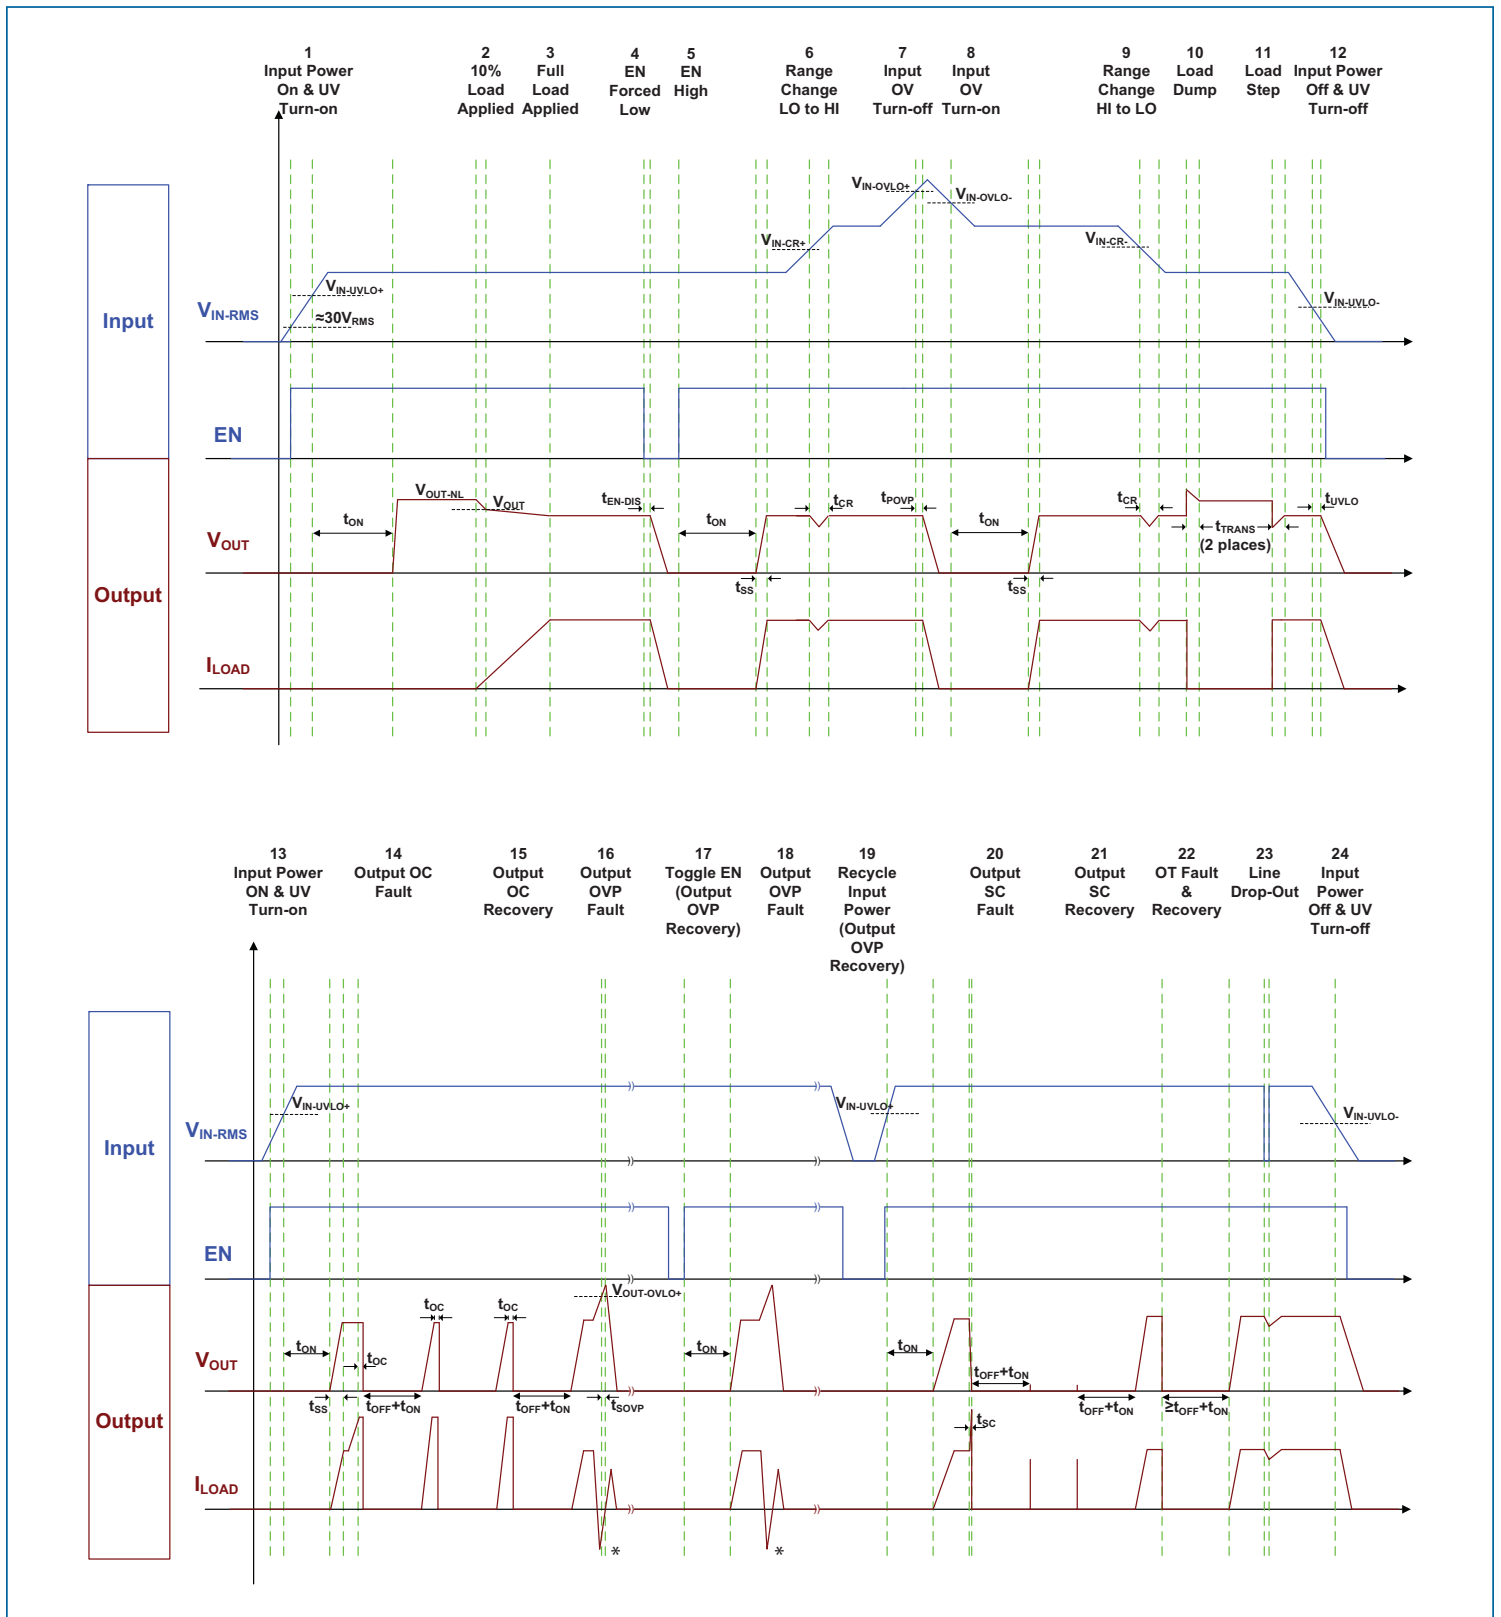 1
Input Power
On & UV
Turn-on
2
10%
Load
Applied
3
Full
Load
Applied
4
EN
Forced
Low
5
EN
High
6
Range
Change
LO to HI
7
Input
OV
Turn-off
8
Input
OV
Turn-on
9
Range
Change
HI to LO
10
Load
Dump
11
Load
Step
12
Input Power
Off & UV
Turn-off
Input
VIN-RMS
VIN-UVLO+
≈30VRMS
VIN-CR+
VIN-OVLO+
VIN-OVLO-
VIN-CR-
VIN-UVLO-
EN
Output
VOUT
VOUT-NL
VOUT
tEN-DIS
tCR
tPOVP
tCR
tUVLO
tON
tON
tON
tTRANS
(2 places)
tSS
tSS
ILOAD
13
Input Power
ON & UV
Turn-on
14
Output OC
Fault
15
Output
OC
Recovery
16
Output
OVP
Fault
17
Toggle EN
(Output
OVP
Recovery)
18
Output
OVP
Fault
19
Recycle
Input
Power
(Output
OVP
Recovery)
20
Output
SC
Fault
21
Output
SC
Recovery
22
OT Fault
&
Recovery
23
Line
Drop-Out
24
Input
Power
Off & UV
Turn-off
Input
VIN-RMS
VIN-UVLO+
VIN-UVLO+
VIN-UVLO-
EN
Output
VOUT
tOC
tOC
VOUT-OVLO+
tON
tOC
tON
tON
tOFF+tON
tSS
tOFF+tON
tOFF+tON
tSOVP
tOFF+tON
≥tOFF+tON
tSC
ILOAD
*
*